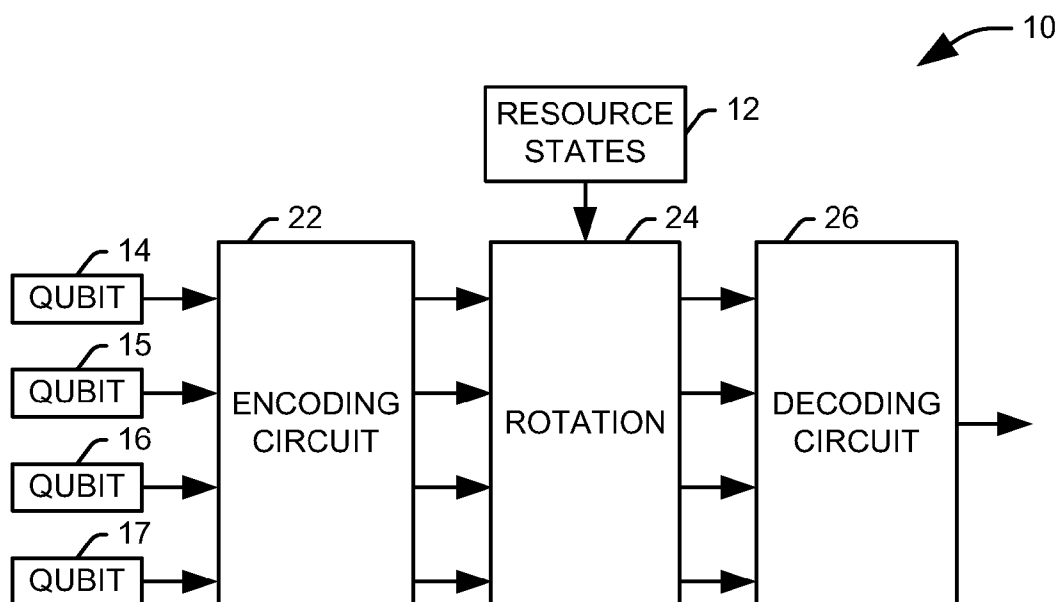 10
RESOURCE
STATES
12
22
24
26
14
QUBIT
15
QUBIT
16
QUBIT
17
QUBIT
ENCODING
CIRCUIT
ROTATION
DECODING
CIRCUIT